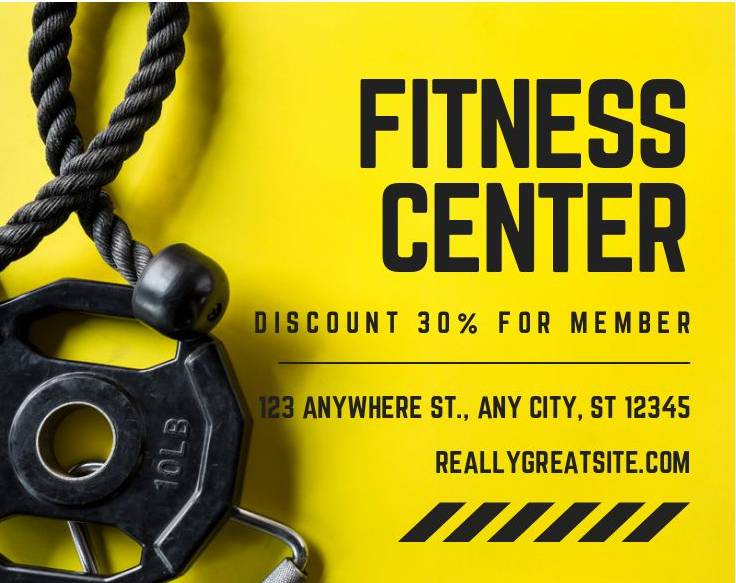 FITNESS
CENTER
DISCOUNT 30% FOR MEMBER
123 ANYWHERE ST., ANY CITY, ST 12345
REALLYGREATSITE.COM
10LB